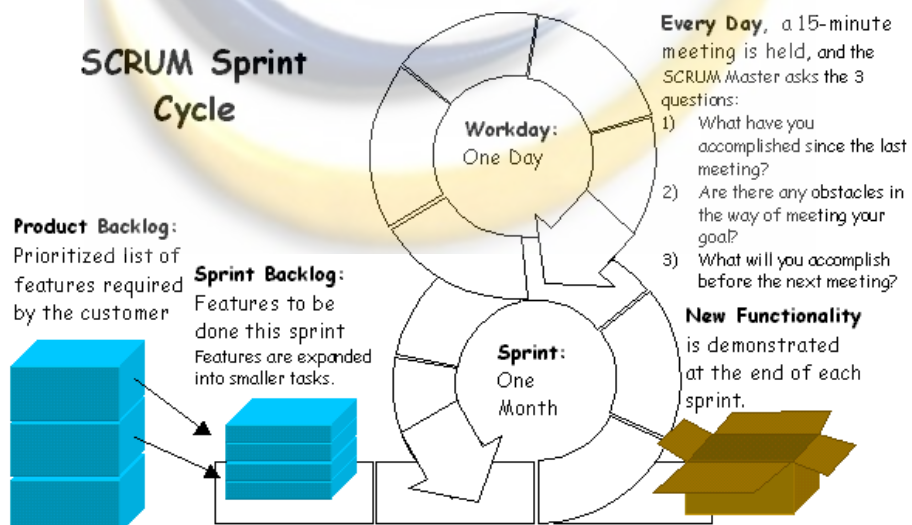 SCRUM Sprint
Cycle
Every Day, a 15-minute
meeting is held, and the
SCRUM Master asks the 3
questions:
1) What have you
accomplished since the last
meeting?
2) Are there any obstacles in
the way of meeting your
goal?
3) What will you accomplish
before the next meeting?
Workday:
One Day
Product Backlog:
Prioritized list of
features required
by the customer
Sprint Backlog:
Features to be
done this sprint
Features are expanded
into smaller tasks.
Sprint:
One
Month
New Functionality
is demonstrated
at the end of each
sprint.